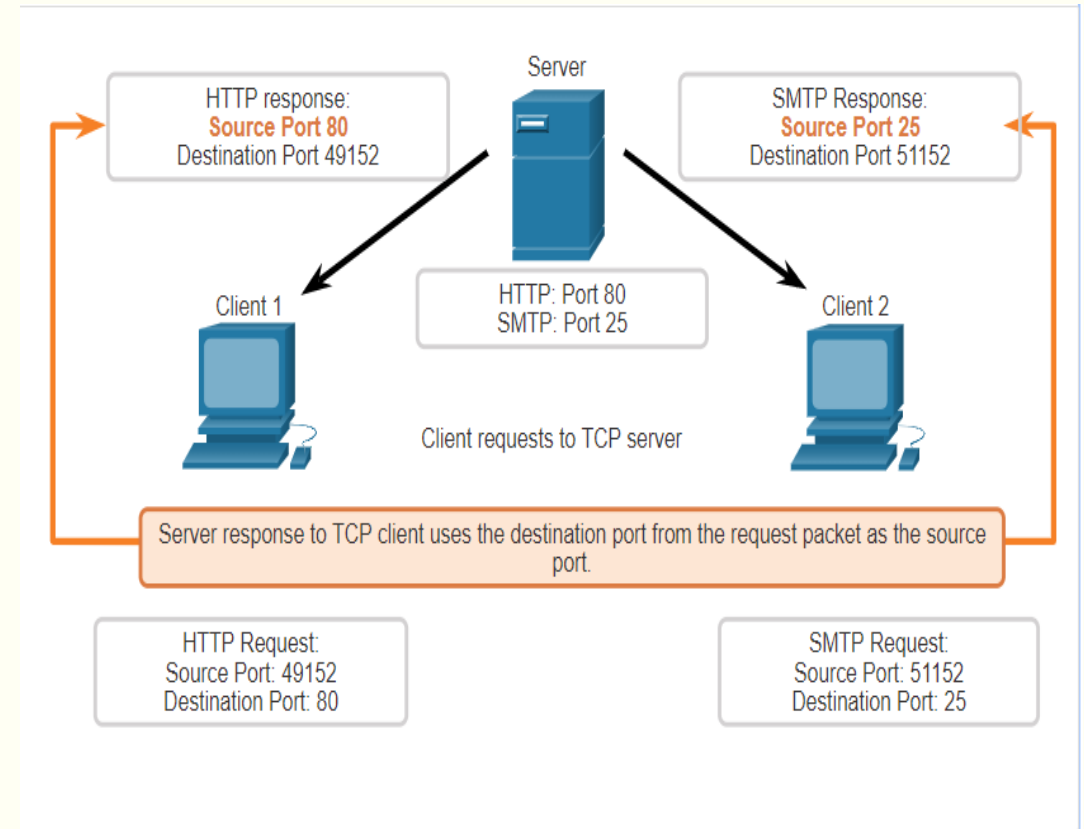 Server
HTTP response:
Source Port 80
Destination Port 49152
SMTP Response:
Source Port 25
Destination Port 51152
HTTP: Port 80
SMTP: Port 25
Client 1
Client 2
Client requests to TCP server
Server response to TCP client uses the destination port from the request packet as the source
port.
HTTP Request:
Source Port: 49152
Destination Port: 80
SMTP Request:
Source Port: 51152
Destination Port: 25